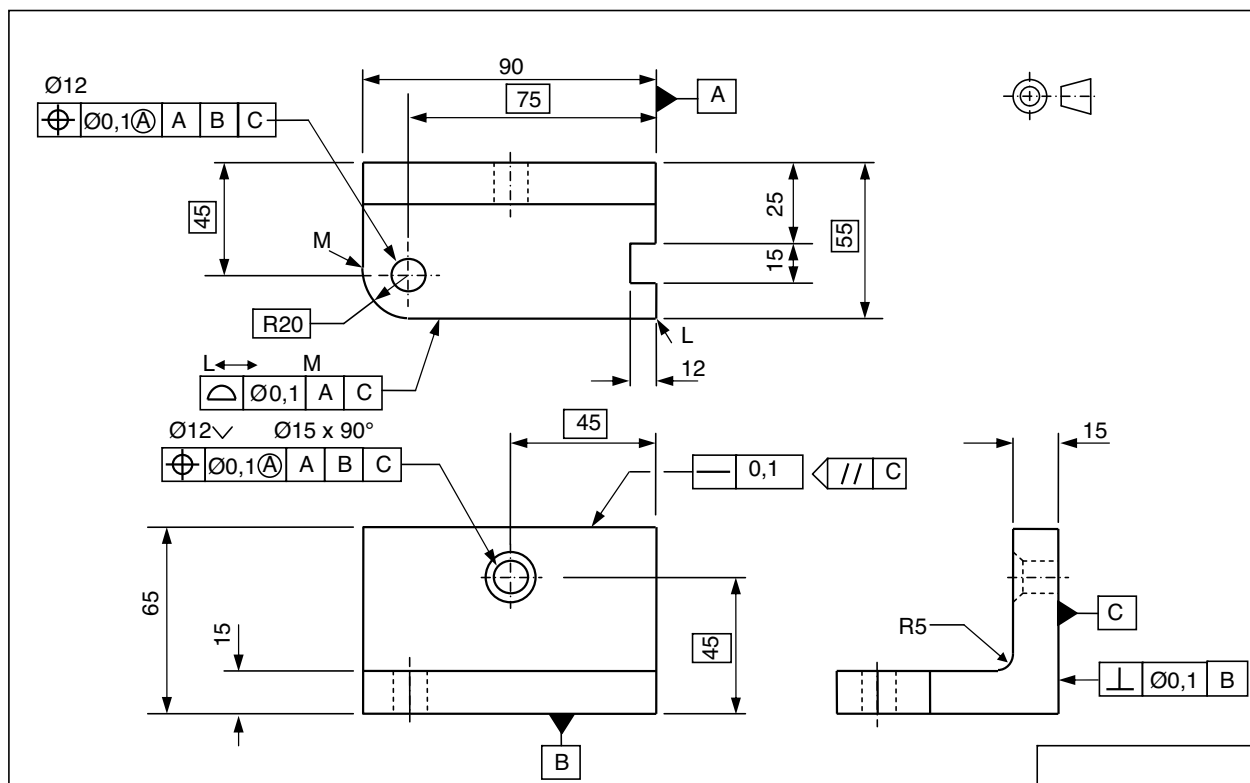 90
Ø12
75
A
Ø0,1Ⓐ A B C
45
25
55
M
15
R20
L
L↔ M
12
⌓ Ø0,1 A C
Ø12⌵ Ø15 x 90°
45
15
⌖ Ø0,1Ⓐ A B C
⏤ 0,1 // C
65
15
45
C
R5
⊥ Ø0,1 B
B